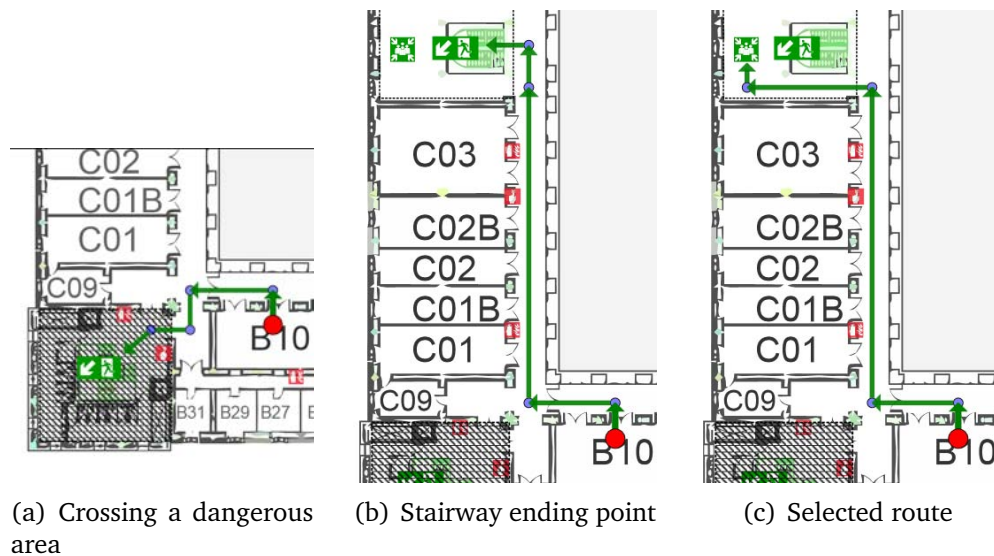 C02
C01B
C01
C09
B10
B31 B29 B27
C03
C02B
C02
C01B
C01
C09
B10
C03
C02B
C02
C01B
C01
C09
B10
(a) Crossing a dangerous
area
(b) Stairway ending point
(c) Selected route